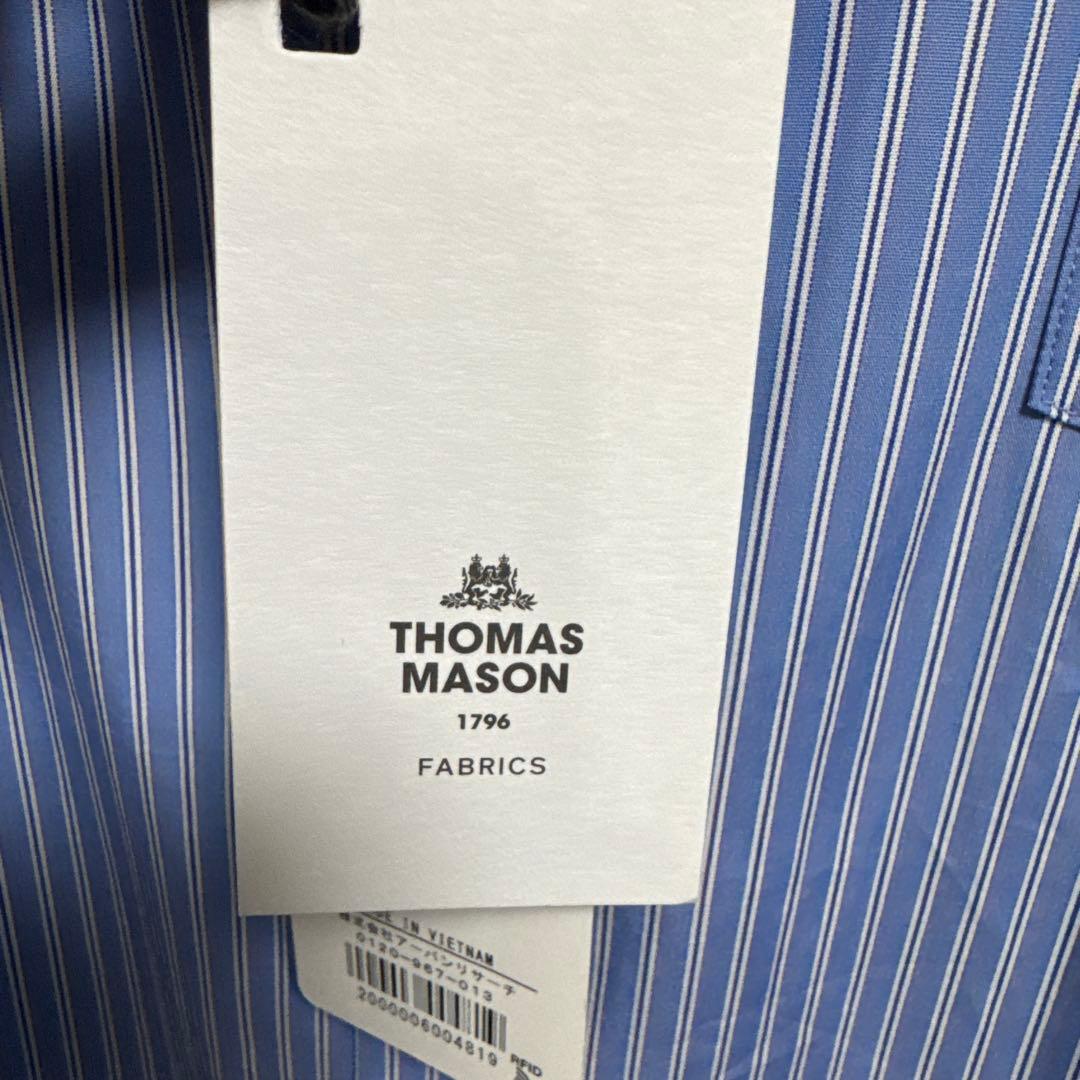 THOMAS
MASON
1796
FABRICS
IN VIETNAM
株式会社アーバンリサーチ
0120-967-013
2000006004819
RFID